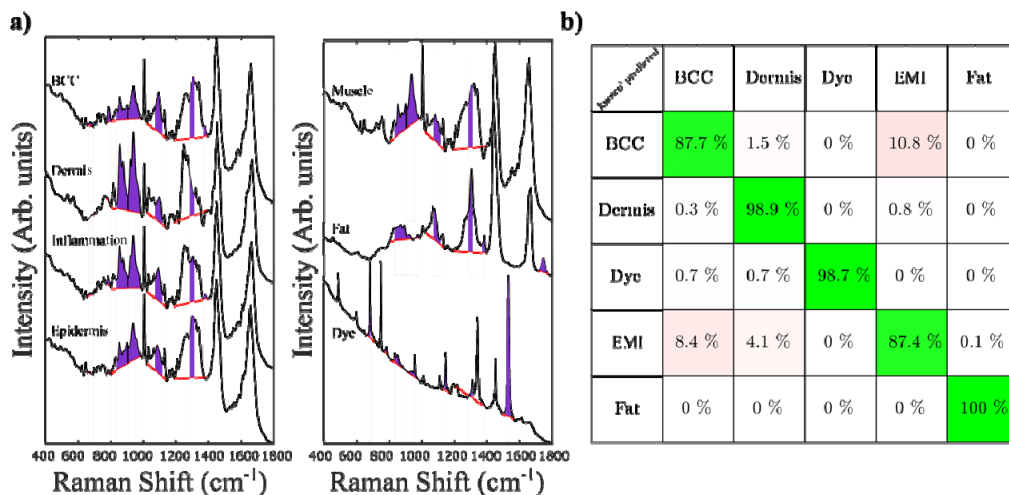 a)
Intensity (Arb. units)
BCC
Dermis
Inflammation
Epidermis
400 600 800 1000 1200 1400 1600 1800
Raman Shift (cm⁻¹)
Intensity (Arb. units)
Muscle
Fat
Dye
400 600 800 1000 1200 1400 1600 1800
Raman Shift (cm⁻¹)
b)
predicted
BCC Dermis Dye EMI Fat
BCC 87.7 % 1.5 % 0 % 10.8 % 0 %
Dermis 0.3 % 98.9 % 0 % 0.8 % 0 %
Dye 0.7 % 0.7 % 98.7 % 0 % 0 %
EMI 8.4 % 4.1 % 0 % 87.4 % 0.1 %
Fat 0 % 0 % 0 % 0 % 100 %